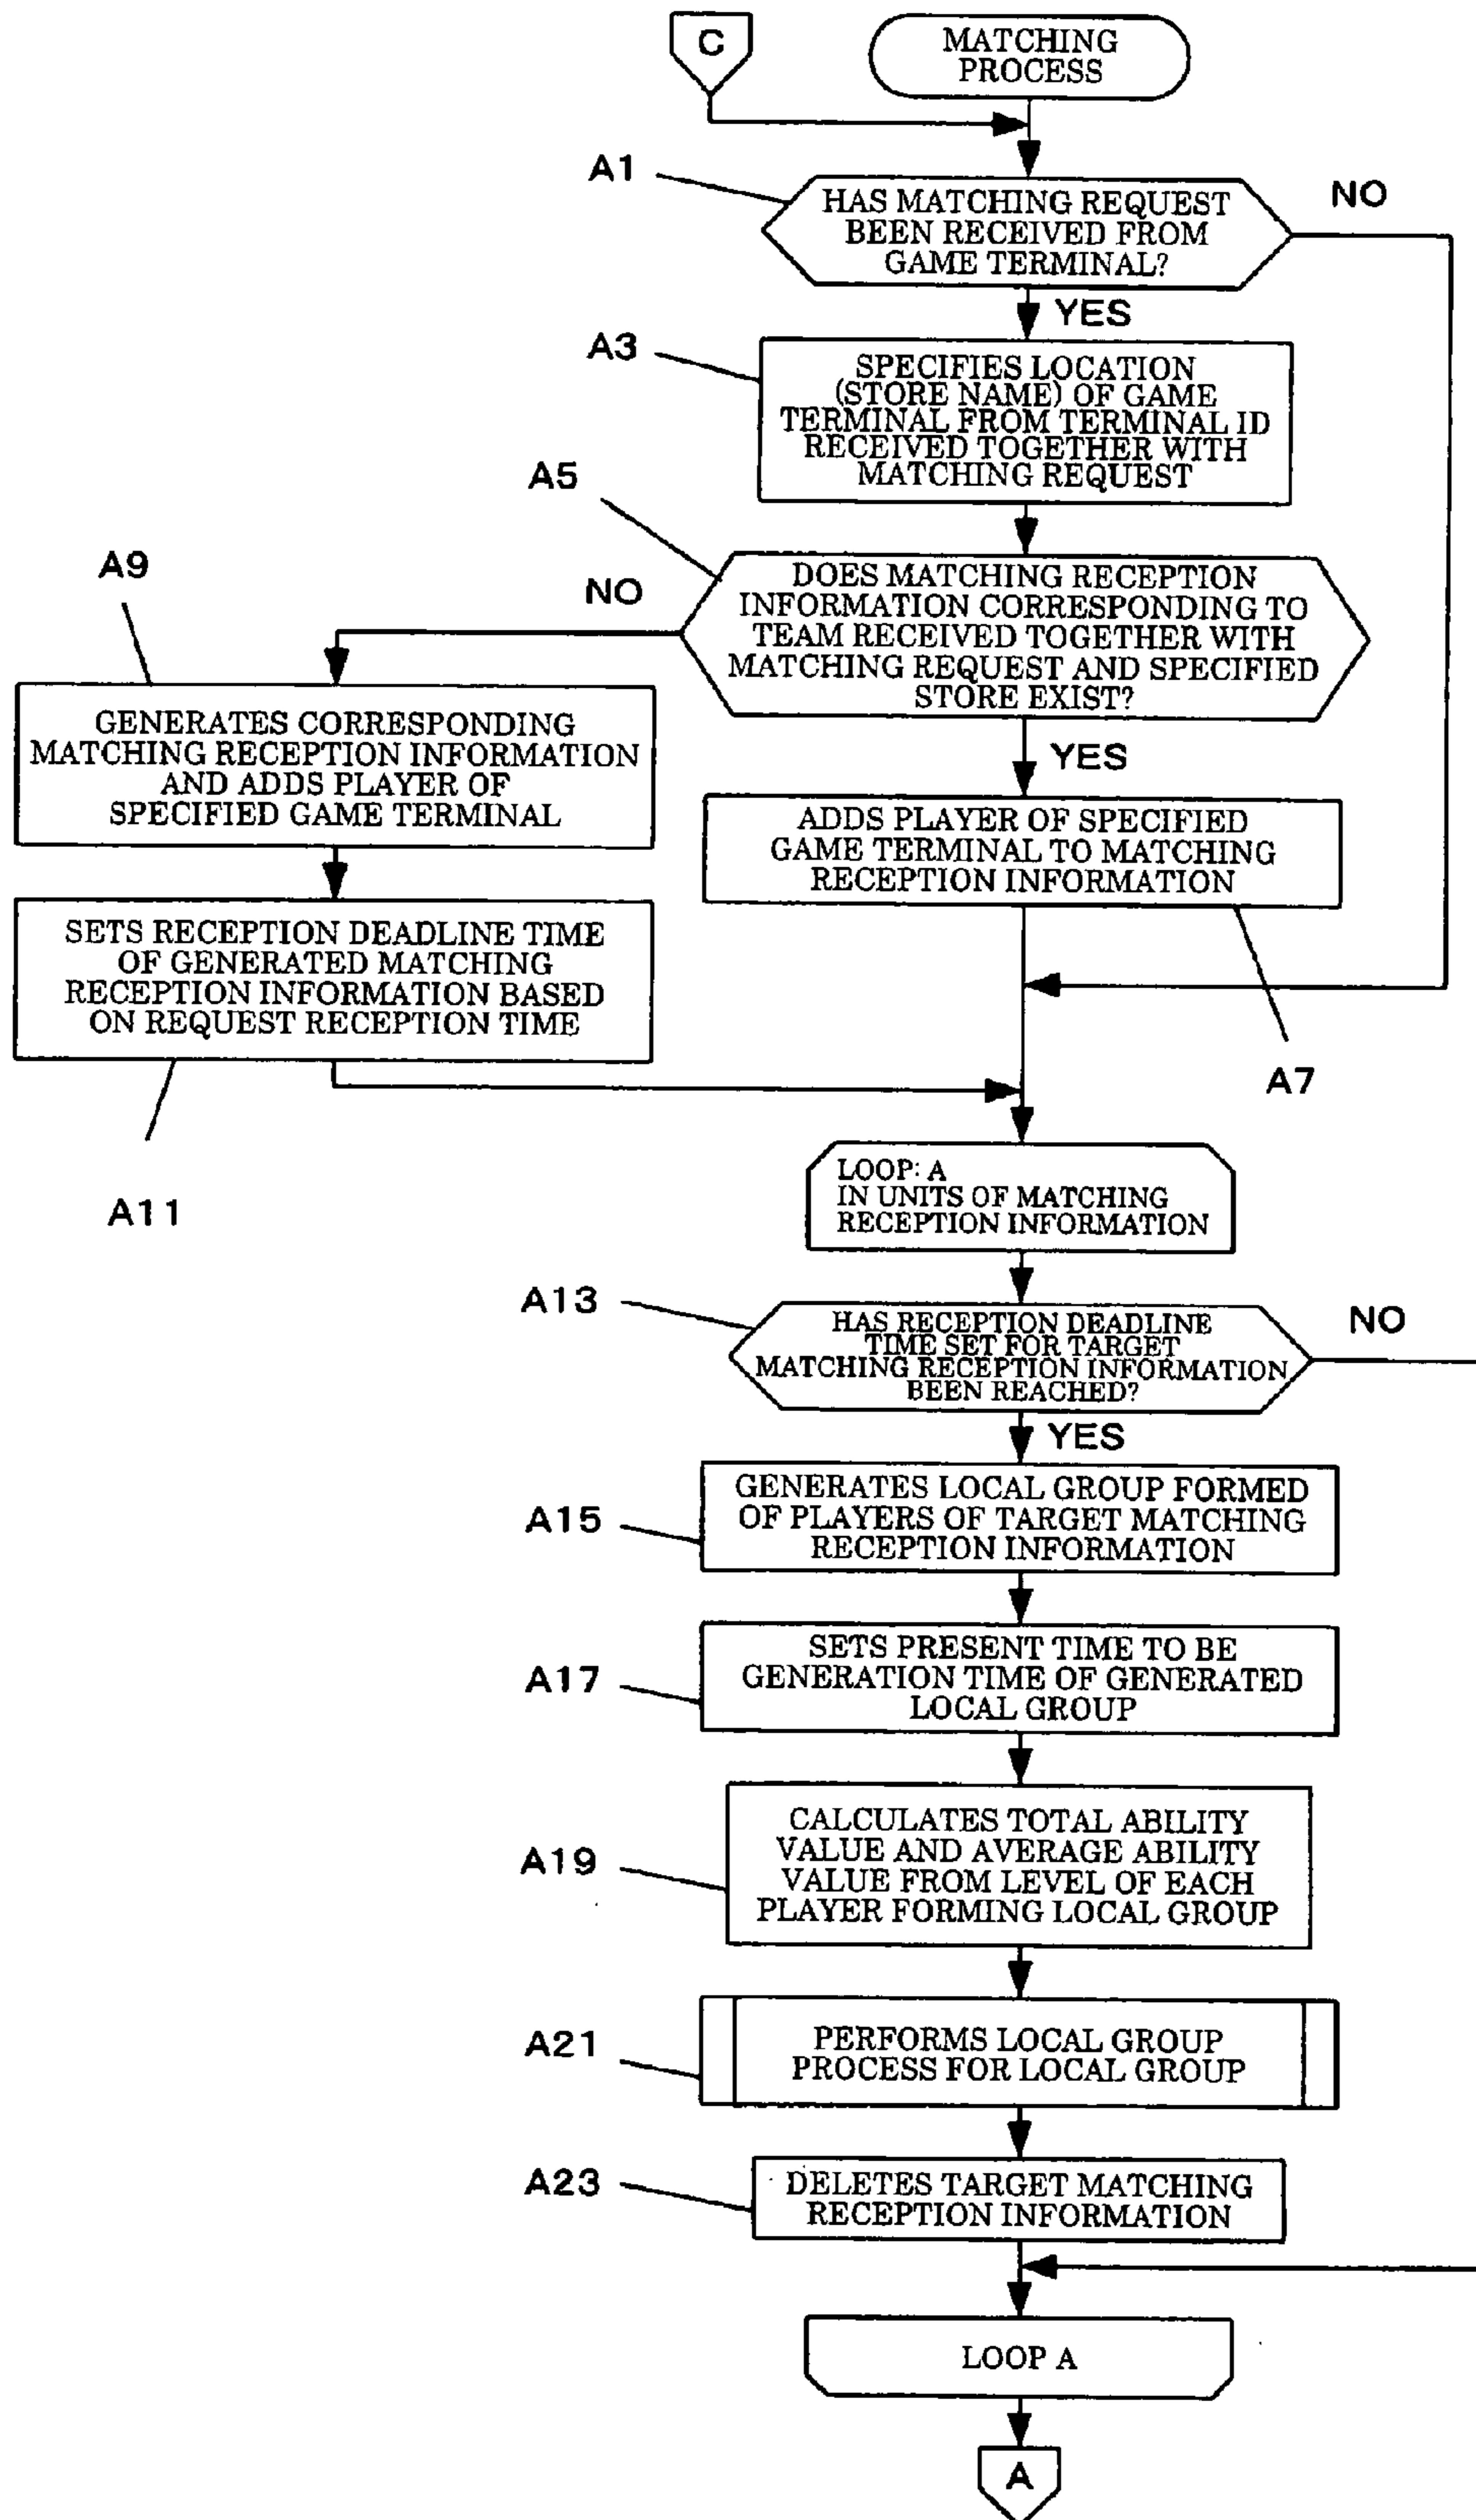 C
MATCHING
PROCESS
A1
HAS MATCHING REQUEST
BEEN RECEIVED FROM
GAME TERMINAL?
NO
YES
A3
SPECIFIES LOCATION
(STORE NAME) OF GAME
TERMINAL FROM TERMINAL ID
RECEIVED TOGETHER WITH
MATCHING REQUEST
A5
DOES MATCHING RECEPTION
INFORMATION CORRESPONDING TO
TEAM RECEIVED TOGETHER WITH
MATCHING REQUEST AND SPECIFIED
STORE EXIST?
NO
YES
A9
GENERATES CORRESPONDING
MATCHING RECEPTION INFORMATION
AND ADDS PLAYER OF
SPECIFIED GAME TERMINAL
ADDS PLAYER OF SPECIFIED
GAME TERMINAL TO MATCHING
RECEPTION INFORMATION
A7
SETS RECEPTION DEADLINE TIME
OF GENERATED MATCHING
RECEPTION INFORMATION BASED
ON REQUEST RECEPTION TIME
A11
LOOP: A
IN UNITS OF MATCHING
RECEPTION INFORMATION
A13
HAS RECEPTION DEADLINE
TIME SET FOR TARGET
MATCHING RECEPTION INFORMATION
BEEN REACHED?
NO
YES
A15
GENERATES LOCAL GROUP FORMED
OF PLAYERS OF TARGET MATCHING
RECEPTION INFORMATION
A17
SETS PRESENT TIME TO BE
GENERATION TIME OF GENERATED
LOCAL GROUP
A19
CALCULATES TOTAL ABILITY
VALUE AND AVERAGE ABILITY
VALUE FROM LEVEL OF EACH
PLAYER FORMING LOCAL GROUP
A21
PERFORMS LOCAL GROUP
PROCESS FOR LOCAL GROUP
A23
DELETES TARGET MATCHING
RECEPTION INFORMATION
LOOP A
A